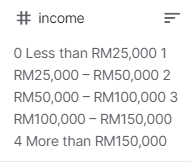 # income
0 Less than RM25,000 1
RM25,000 – RM50,000 2
RM50,000 – RM100,000 3
RM100,000 – RM150,000
4 More than RM150,000